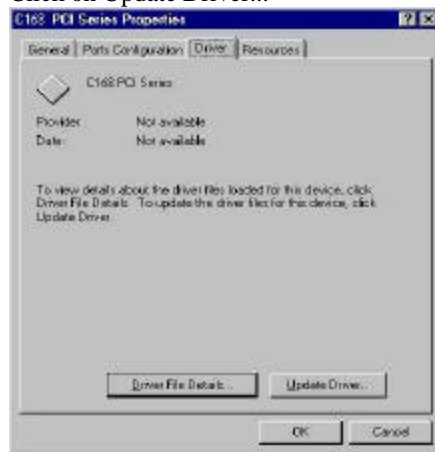 Click on Update Driver...
C168 PCI Series Properties
General Ports Configuration Driver Resources
C168 PCI Series
Provider: Not available
Date: Not available
To view details about the driver files loaded for this device, click
Driver File Details. To update the driver files for this device, click
Update Driver.
Driver File Details... Update Driver...
OK Cancel